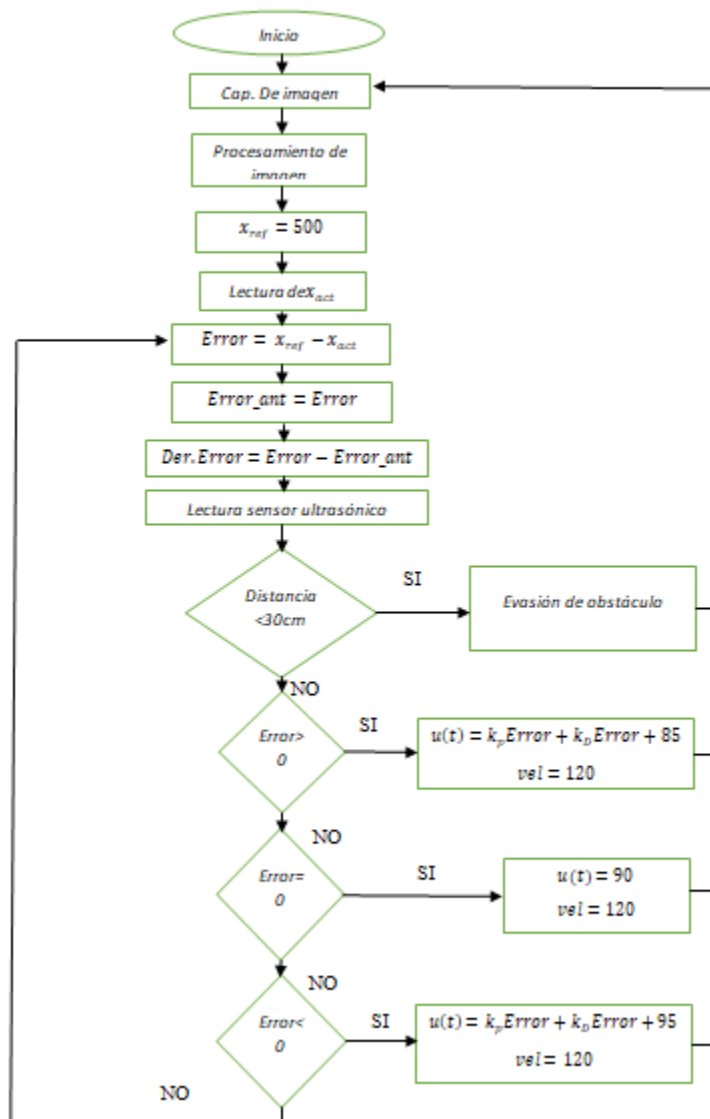 Inicio
Cap. De imagen
Procesamiento de
imagen
x_ref = 500
Lectura de x_act
Error = x_ref − x_act
Error_ant = Error
Der.Error = Error − Error_ant
Lectura sensor ultrasónico
Distancia
<30cm
SI
Evasión de obstáculo
NO
Error>
0
SI
u(t) = k_p Error + k_D Error + 85
vel = 120
NO
Error=
0
SI
u(t) = 90
vel = 120
NO
Error<
0
SI
u(t) = k_p Error + k_D Error + 95
vel = 120
NO